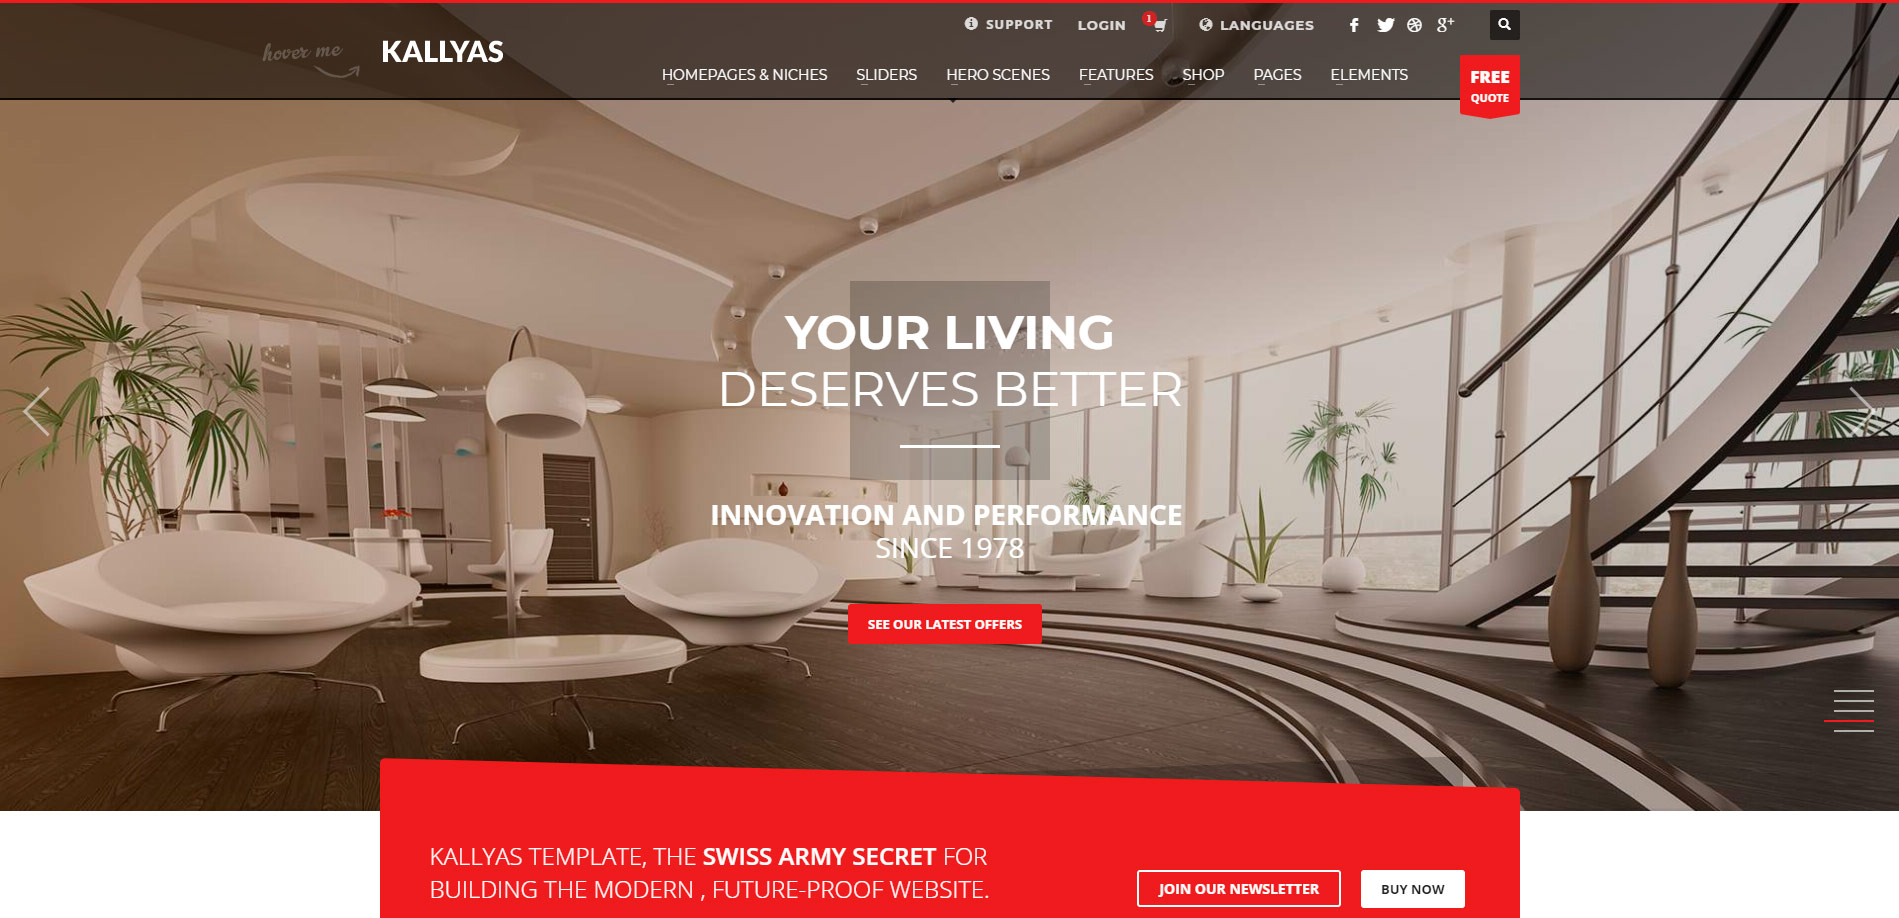 SUPPORT LOGIN 1 LANGUAGES
hover me
KALLYAS
HOMEPAGES & NICHES SLIDERS HERO SCENES FEATURES SHOP PAGES ELEMENTS
FREE
QUOTE
YOUR LIVING
DESERVES BETTER
INNOVATION AND PERFORMANCE
SINCE 1978
SEE OUR LATEST OFFERS
KALLYAS TEMPLATE, THE SWISS ARMY SECRET FOR
BUILDING THE MODERN , FUTURE-PROOF WEBSITE.
JOIN OUR NEWSLETTER BUY NOW